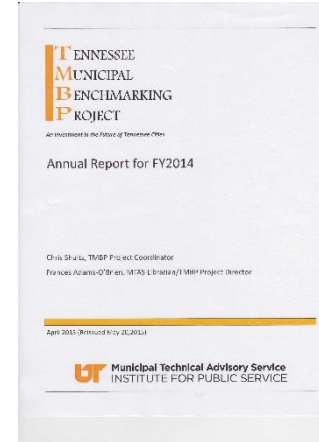 TENNESSEE
MUNICIPAL
BENCHMARKING
PROJECT
An Investment in the Future of Tennessee Cities
Annual Report for FY2014
Chris Shults, TMBP Project Coordinator
Frances Adams-O'Brien, MTAS Librarian/TMBP Project Director
April 2015 (Reissued May 20,2015)
UT Municipal Technical Advisory Service
INSTITUTE FOR PUBLIC SERVICE